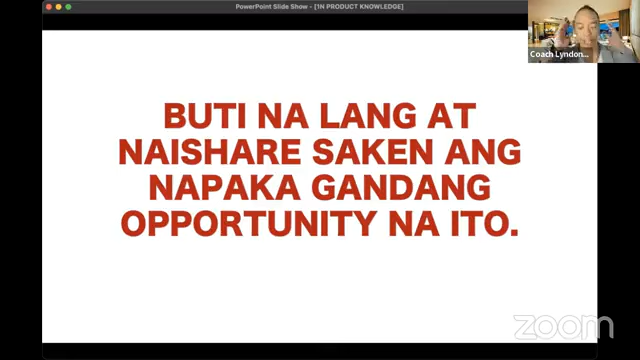 PowerPoint Slide Show - [1N PRODUCT KNOWLEDGE]
Coach Lyndon...
BUTI NA LANG AT
NAISHARE SAKEN ANG
NAPAKA GANDANG
OPPORTUNITY NA ITO.
zoom